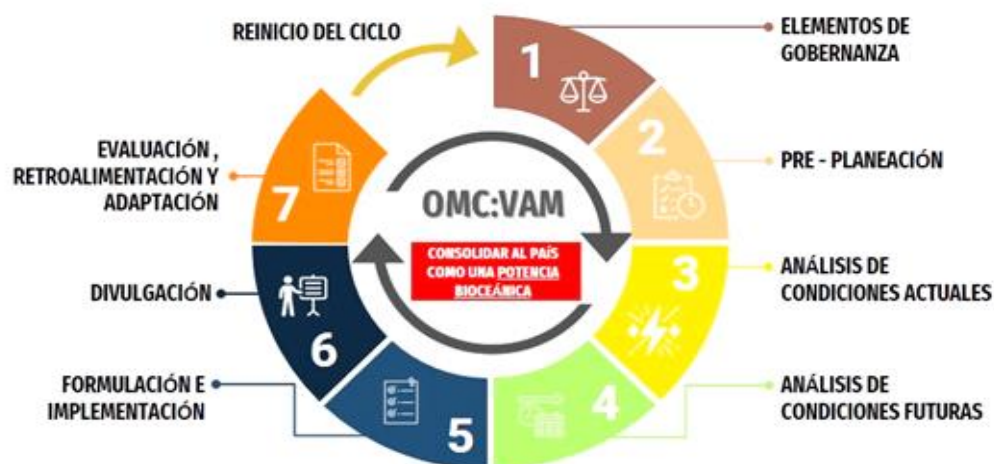 REINICIO DEL CICLO
1
ELEMENTOS DE
GOBERNANZA
2
PRE - PLANEACIÓN
3
ANÁLISIS DE
CONDICIONES ACTUALES
4
ANÁLISIS DE
CONDICIONES FUTURAS
5
FORMULACIÓN E
IMPLEMENTACIÓN
6
DIVULGACIÓN
7
EVALUACIÓN ,
RETROALIMENTACIÓN Y
ADAPTACIÓN
OMC:VAM
CONSOLIDAR AL PAÍS
COMO UNA POTENCIA
BIOCEÁNICA